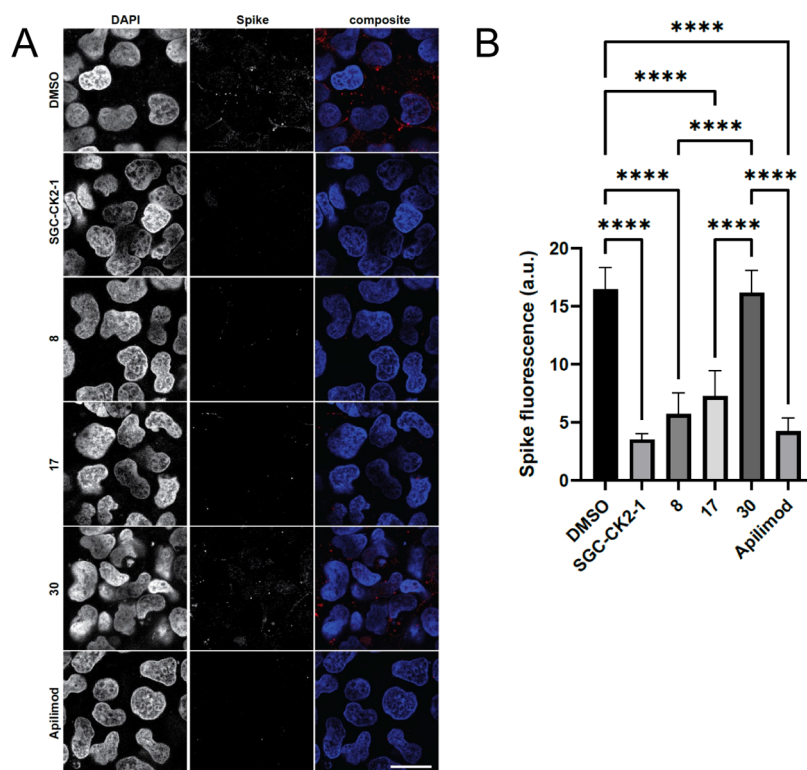 A
DAPI Spike composite
DMSO
SGC-CK2-1
8
17
30
Apilimod
B
****
****
****
****
****
****
****
Spike fluorescence (a.u.)
20
15
10
5
0
DMSO
SGC-CK2-1
8
17
30
Apilimod